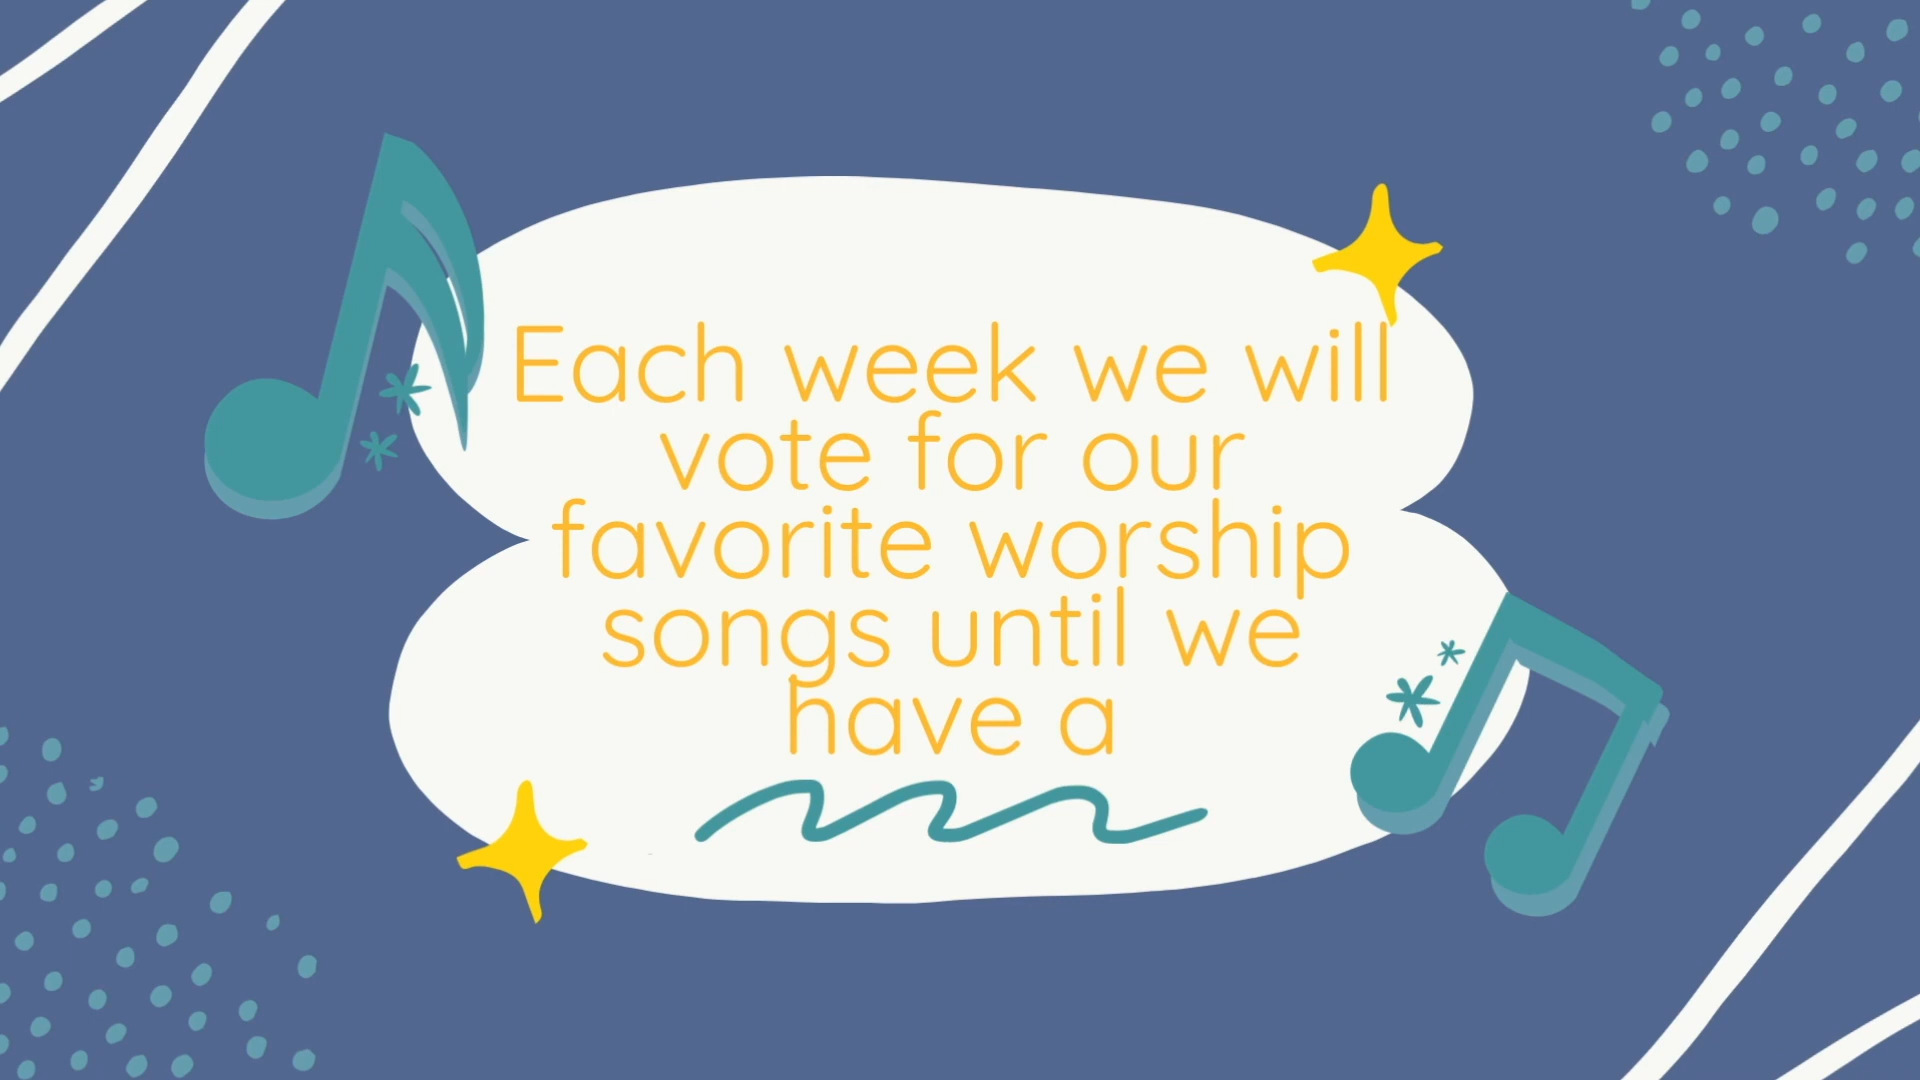 Each week we will
vote for our
favorite worship
songs until we
have a